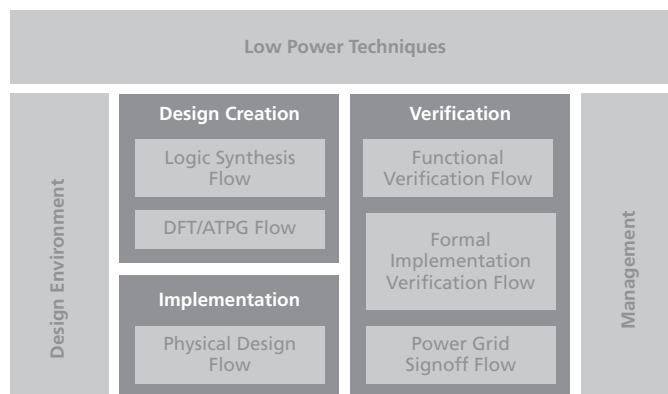 Low Power Techniques
Design Environment
Design Creation
Logic Synthesis
Flow
DFT/ATPG Flow
Implementation
Physical Design
Flow
Verification
Functional
Verification Flow
Formal
Implementation
Verification Flow
Power Grid
Signoff Flow
Management